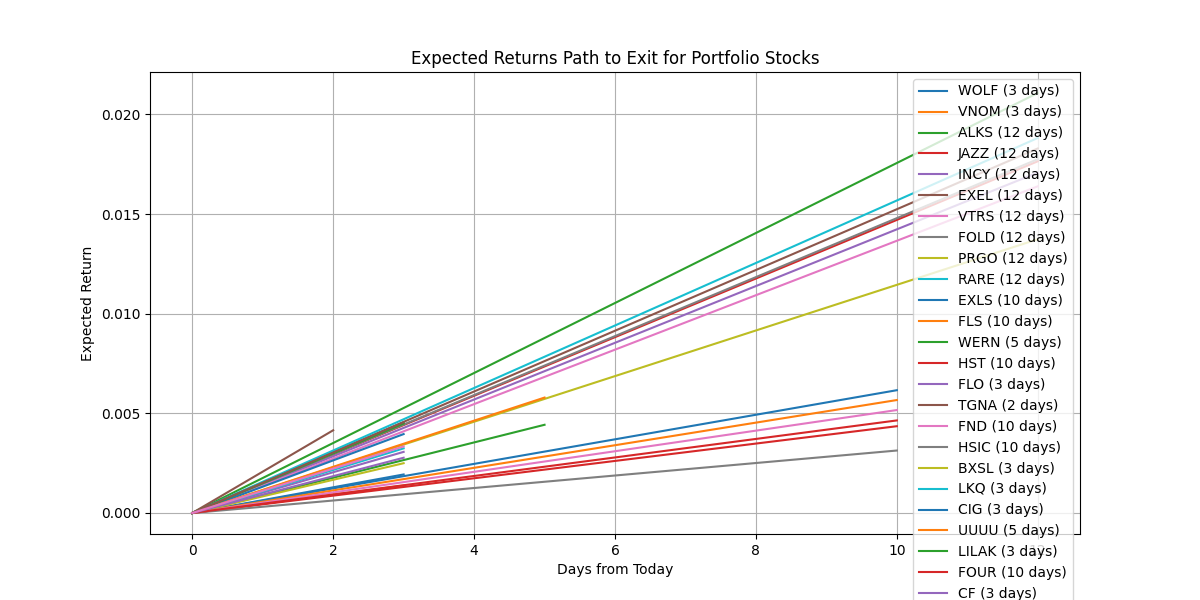 Expected Returns Path to Exit for Portfolio Stocks
Expected Return
0.020
0.015
0.010
0.005
0.000
0
2
4
6
8
10
Days from Today
WOLF (3 days)
VNOM (3 days)
ALKS (12 days)
JAZZ (12 days)
INCY (12 days)
EXEL (12 days)
VTRS (12 days)
FOLD (12 days)
PRGO (12 days)
RARE (12 days)
EXLS (10 days)
FLS (10 days)
WERN (5 days)
HST (10 days)
FLO (3 days)
TGNA (2 days)
FND (10 days)
HSIC (10 days)
BXSL (3 days)
LKQ (3 days)
CIG (3 days)
UUUU (5 days)
LILAK (3 days)
FOUR (10 days)
CF (3 days)